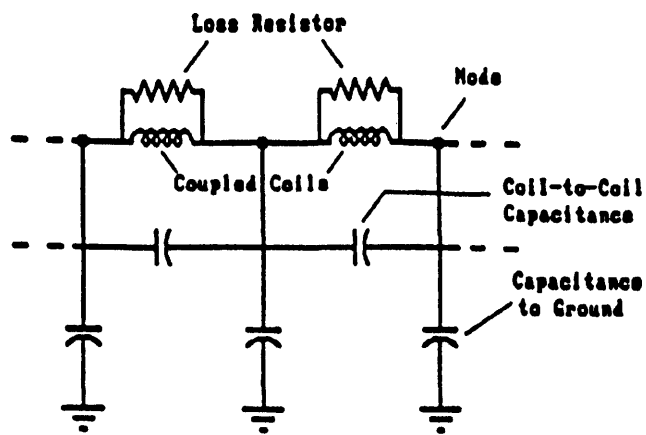 Loss Resistor
Node
Coupled Coils
Coil-to-Coil
Capacitance
Capacitance
to Ground